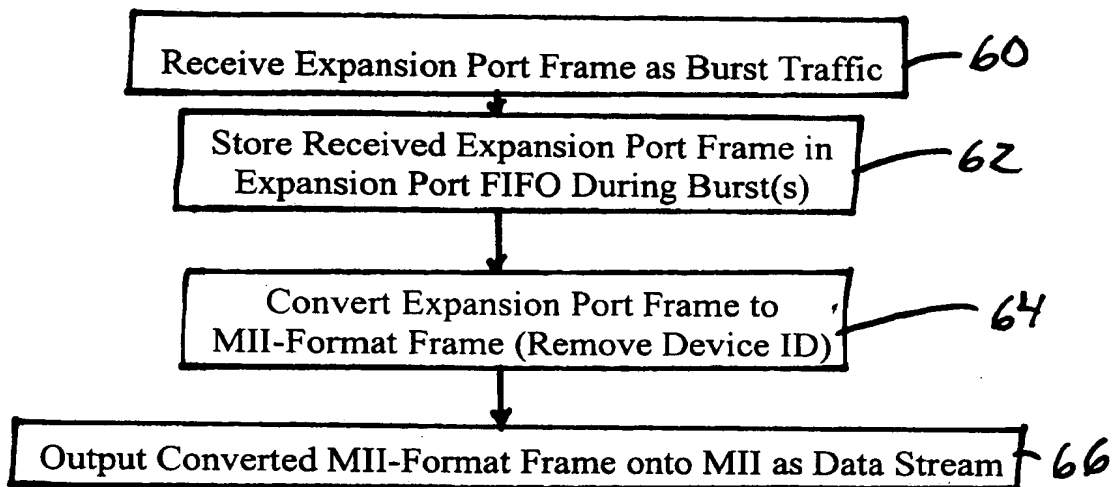 Receive Expansion Port Frame as Burst Traffic 60
Store Received Expansion Port Frame in
Expansion Port FIFO During Burst(s) 62
Convert Expansion Port Frame to
MII-Format Frame (Remove Device ID) 64
Output Converted MII-Format Frame onto MII as Data Stream 66